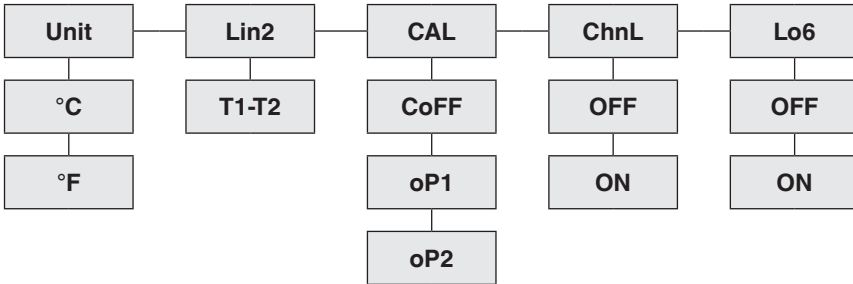 Unit Lin2 CAL ChnL Lo6
°C T1-T2 CoFF OFF OFF
°F oP1 ON ON
oP2